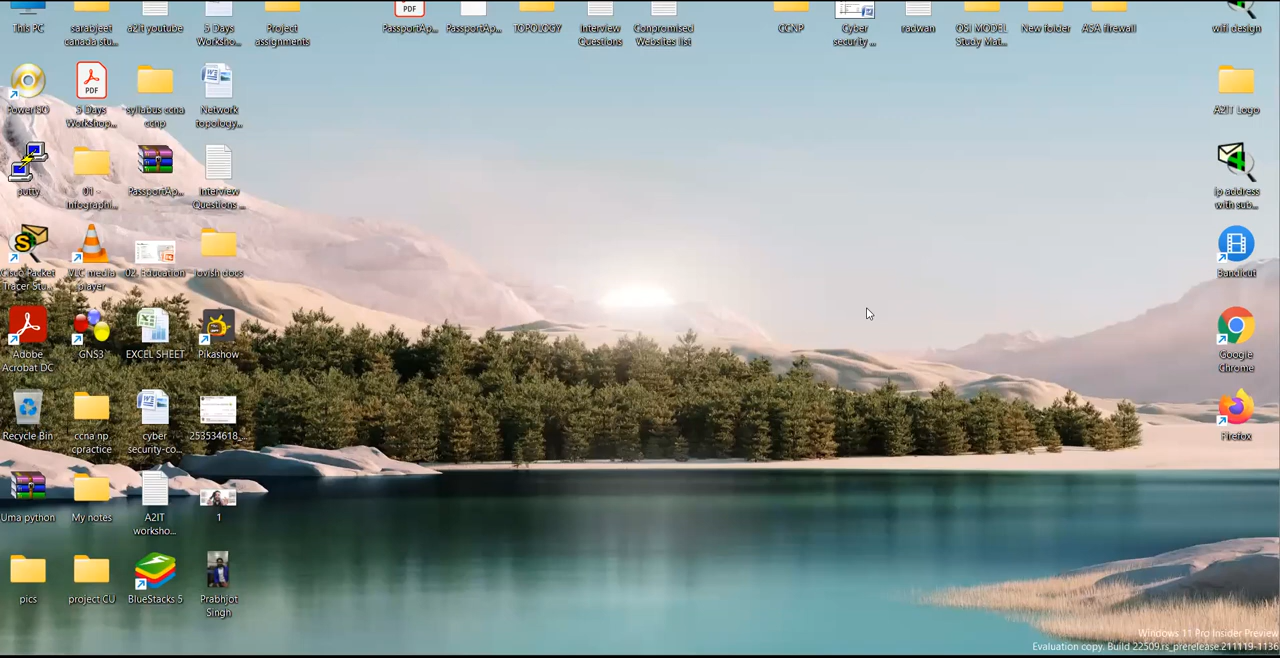 This PC
sarabjeet
canada stu...
a2it youtube
5 Days
Worksho...
Project
assignments
PDF
PassportAp...
PassportAp...
TOPOLOGY
Interview
Questions
Conpromised
Websites list
CCNP
Cyber
security ...
radwan
OSI MODEL
Study Mat...
New folder
ASA firewall
wifi design
PowerISO
PDF
5 Days
Worksho...
syllabus ccna
ccnp
Network
topology...
A2IT Logo
putty
01 -
Infographi...
PassportAp...
Interview
Questions ...
ip address
with sub...
Cisco Packet
Tracer Stu...
VLC media
player
02- Education
lavish docs
Bandicut
Adobe
Acrobat DC
GNS3
EXCEL SHEET
Pikashow
Google
Chrome
Recycle Bin
ccna np
cpractice
cyber
security-co...
253534618_...
Firefox
Uma python
My notes
A2IT
worksho...
1
pics
project CU
BlueStacks 5
Prabhjot
Singh
Windows 11 Pro Insider Preview
Evaluation copy. Build 22509.rs_prerelease.211119-1136